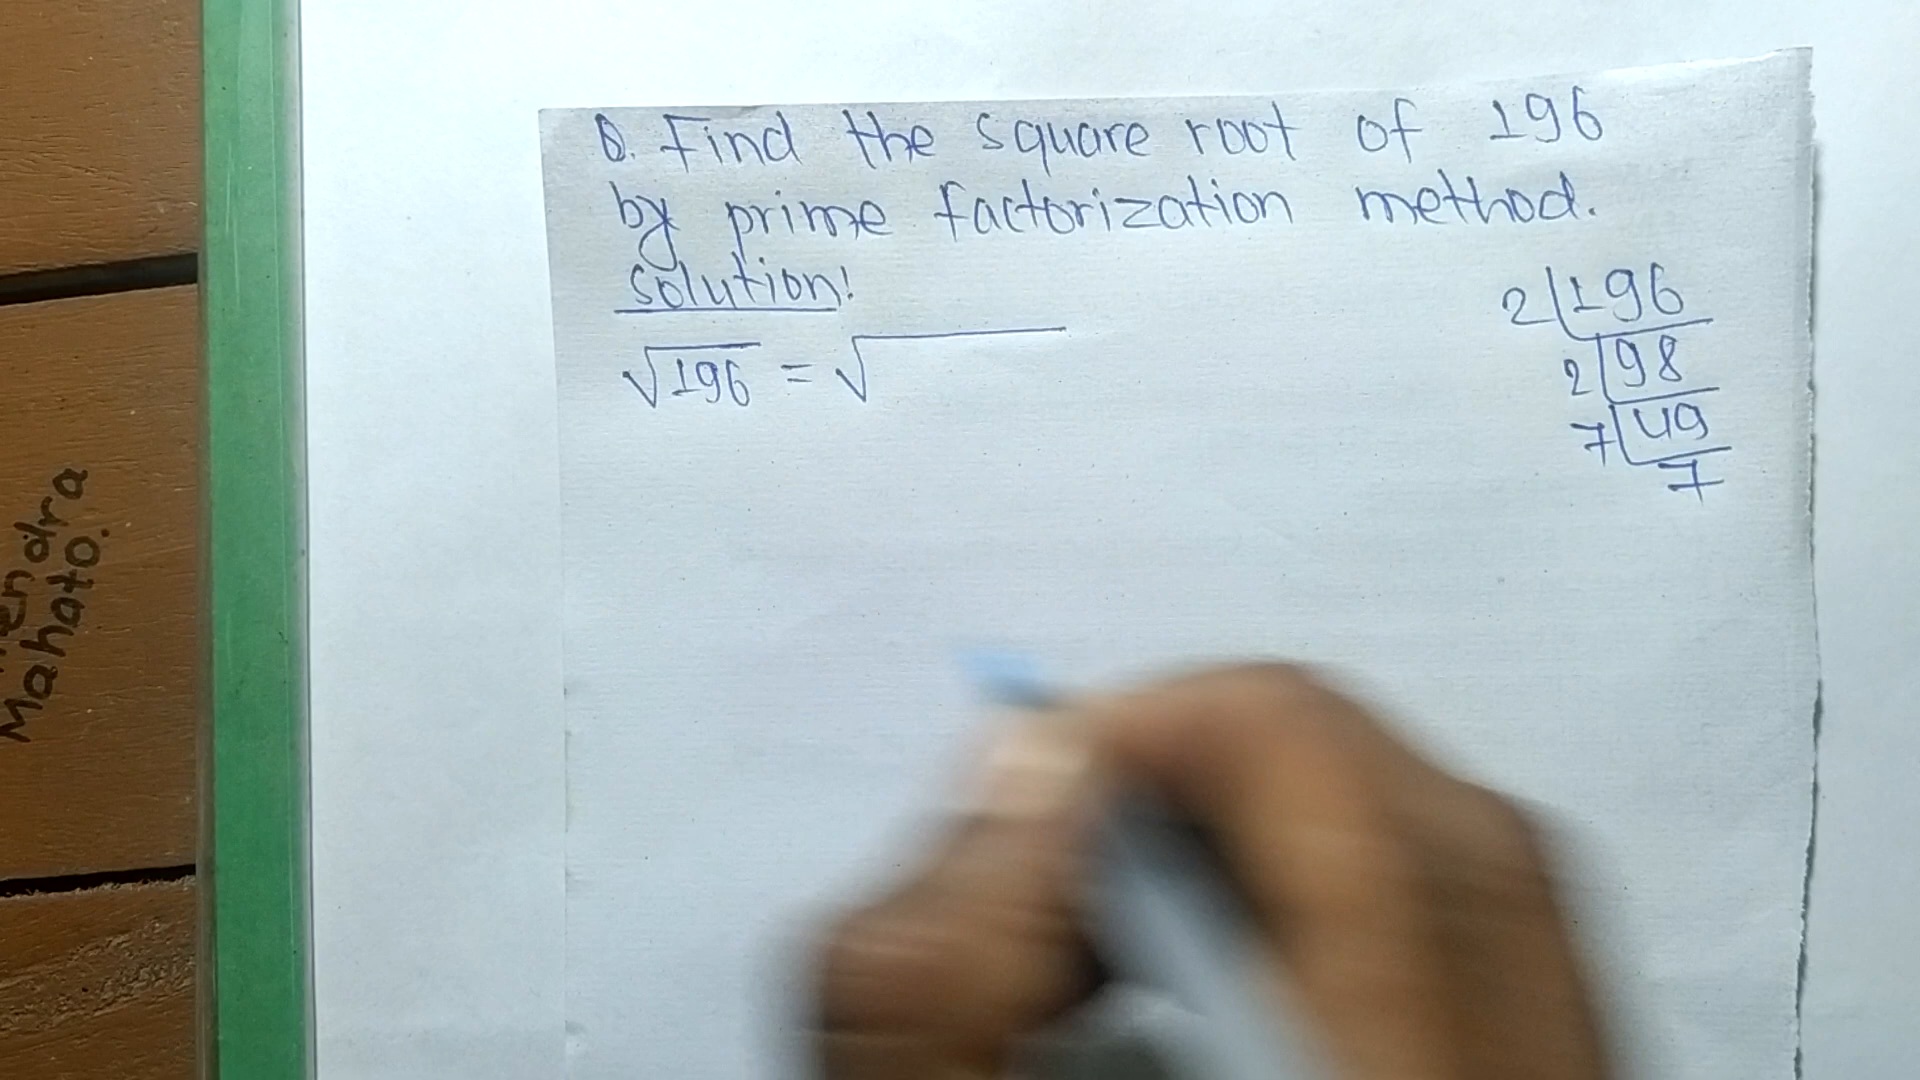 Q. Find the square root of 196
by prime factorization method.
Solution!
√196 = √
2 196
2 98
7 49
7
Mahato.